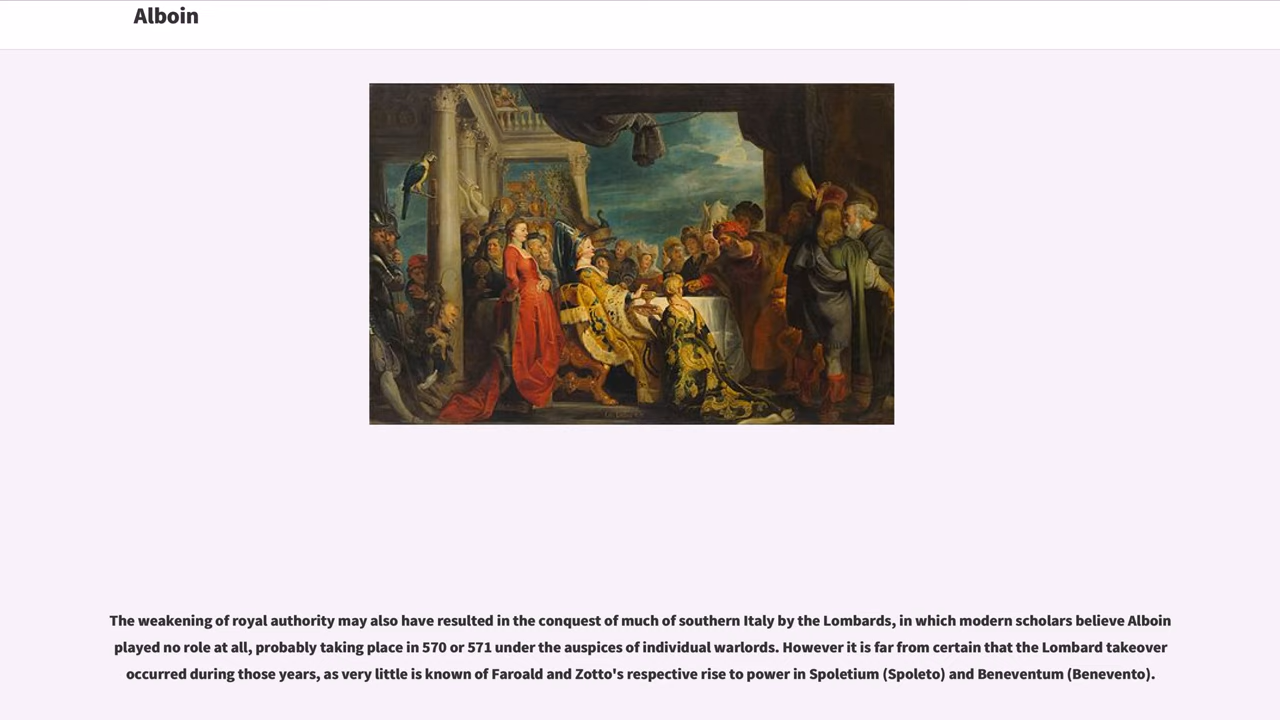 Alboin
The weakening of royal authority may also have resulted in the conquest of much of southern Italy by the Lombards, in which modern scholars believe Alboin
played no role at all, probably taking place in 570 or 571 under the auspices of individual warlords. However it is far from certain that the Lombard takeover
occurred during those years, as very little is known of Faroald and Zotto's respective rise to power in Spoletium (Spoleto) and Beneventum (Benevento).